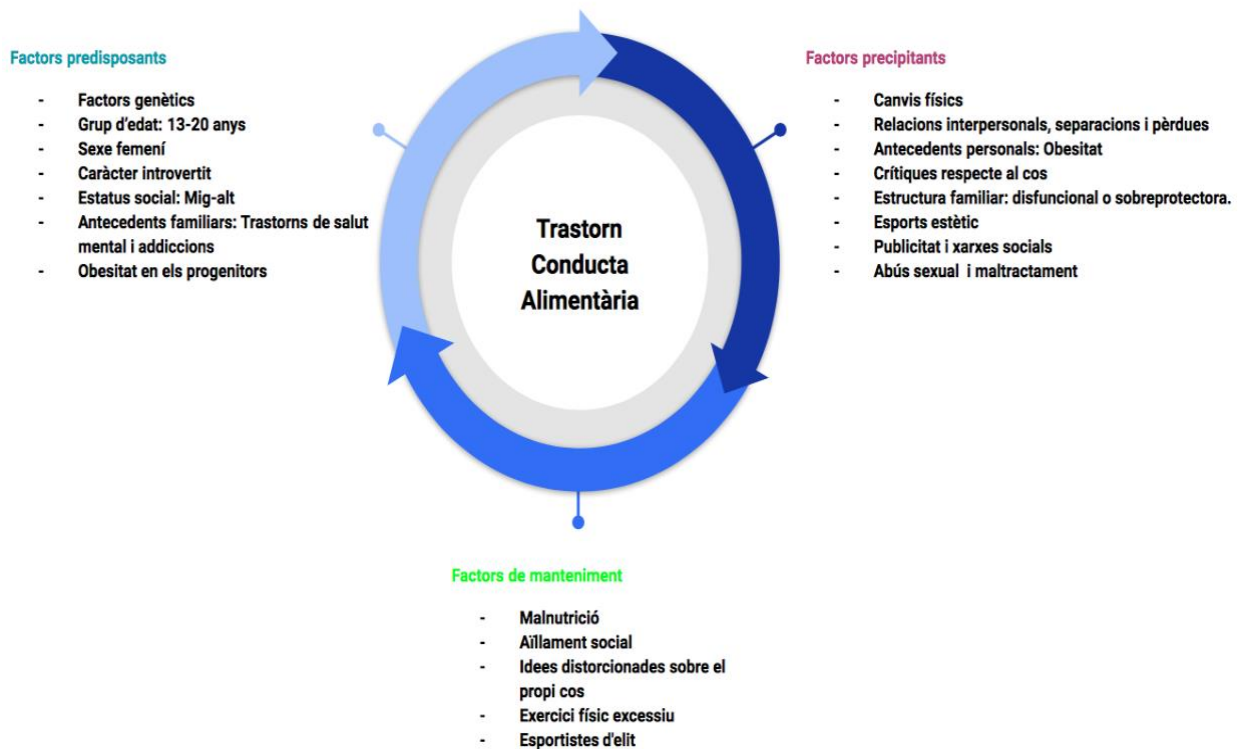 Factors predisposants
- Factors genètics
- Grup d'edat: 13-20 anys
- Sexe femení
- Caràcter introvertit
- Estatus social: Mig-alt
- Antecedents familiars: Trastorns de salut
mental i addiccions
- Obesitat en els progenitors
Trastorn
Conducta
Alimentària
Factors precipitants
- Canvis físics
- Relacions interpersonals, separacions i pèrdues
- Antecedents personals: Obesitat
- Crítiques respecte al cos
- Estructura familiar: disfuncional o sobreprotectora.
- Esports estètic
- Publicitat i xarxes socials
- Abús sexual i maltractament
Factors de manteniment
- Malnutrició
- Aïllament social
- Idees distorcionades sobre el
propi cos
- Exercici físic excessiu
- Esportistes d'elit